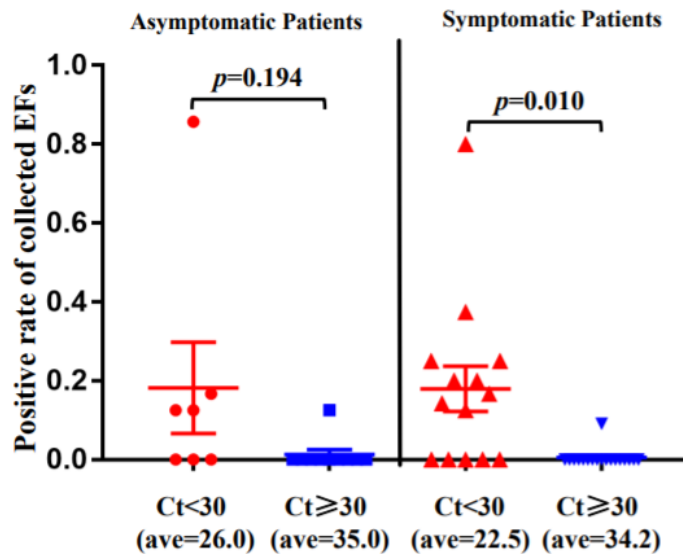 Asymptomatic Patients Symptomatic Patients
Positive rate of collected EFs
1.0
0.8
0.6
0.4
0.2
0.0
p=0.194
p=0.010
Ct<30 Ct⩾30 Ct<30 Ct⩾30
(ave=26.0) (ave=35.0) (ave=22.5) (ave=34.2)